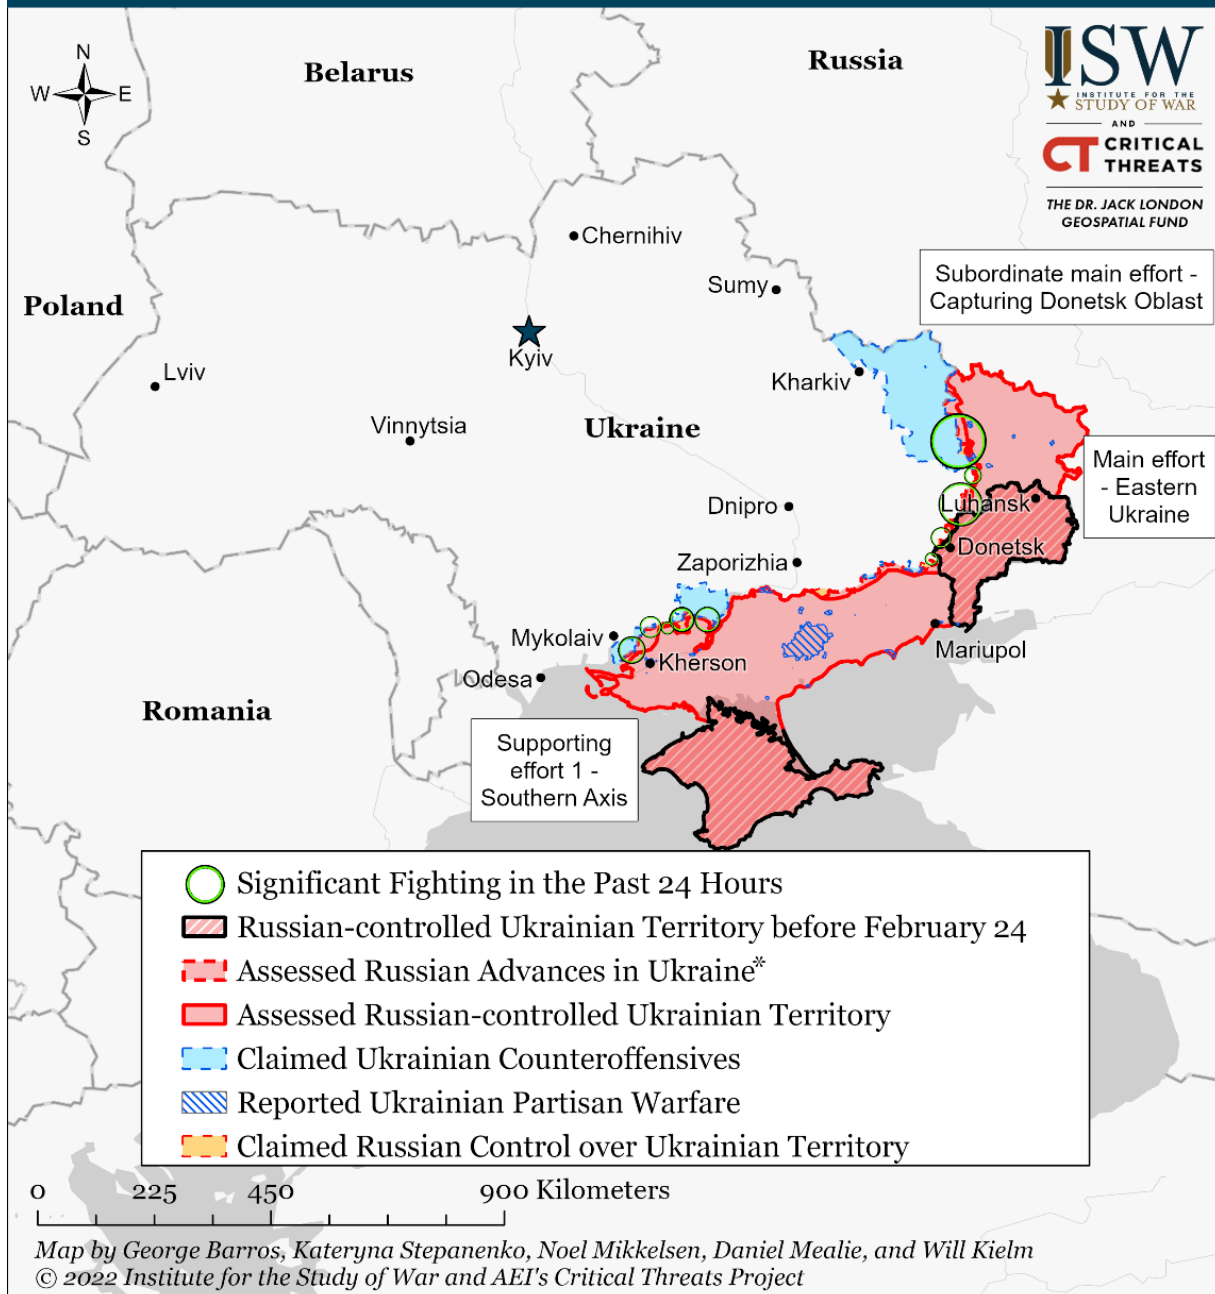 N
W E
S
Belarus
Russia
ISW
INSTITUTE FOR THE
STUDY OF WAR
AND
CT CRITICAL
THREATS
THE DR. JACK LONDON
GEOSPATIAL FUND
Chernihiv
Subordinate main effort -
Capturing Donetsk Oblast
Sumy
Poland
Kyiv
Lviv
Kharkiv
Vinnytsia
Ukraine
Main effort
- Eastern
Ukraine
Dnipro
Luhansk
Donetsk
Zaporizhia
Mykolaiv
Kherson
Mariupol
Odesa
Romania
Supporting
effort 1 -
Southern Axis
Significant Fighting in the Past 24 Hours
Russian-controlled Ukrainian Territory before February 24
Assessed Russian Advances in Ukraine*
Assessed Russian-controlled Ukrainian Territory
Claimed Ukrainian Counteroffensives
Reported Ukrainian Partisan Warfare
Claimed Russian Control over Ukrainian Territory
0 225 450 900 Kilometers
Map by George Barros, Kateryna Stepanenko, Noel Mikkelsen, Daniel Mealie, and Will Kielm
© 2022 Institute for the Study of War and AEI's Critical Threats Project